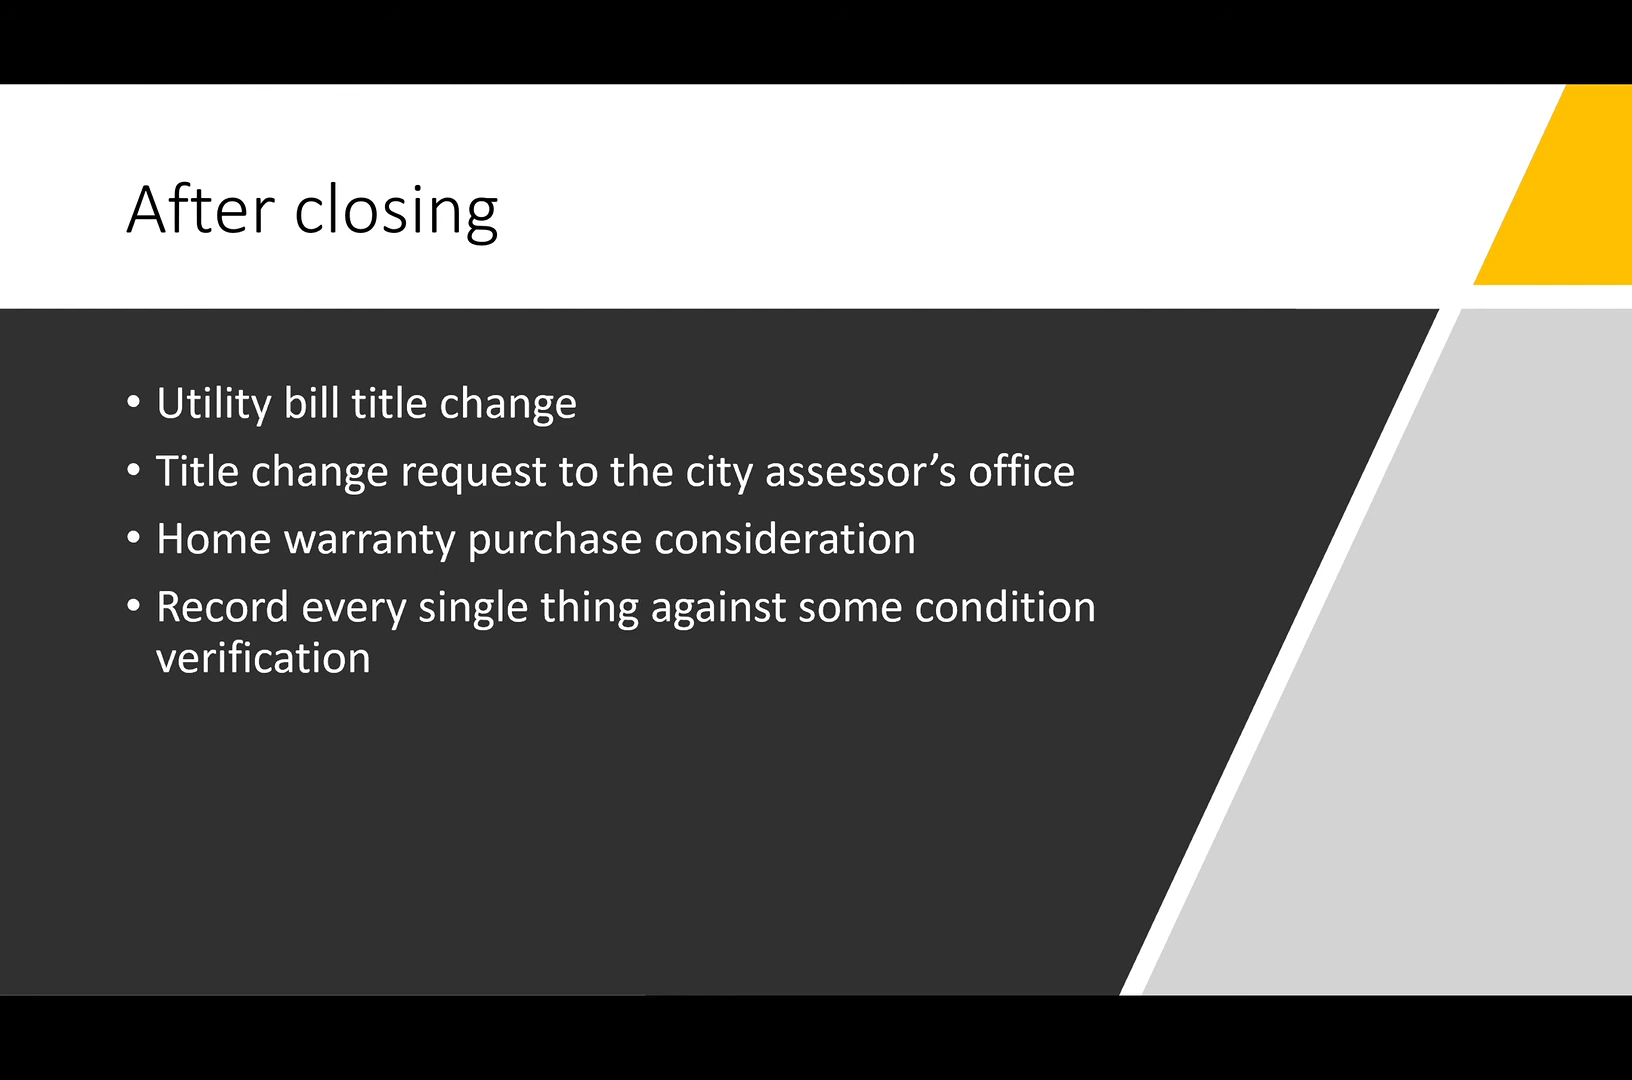 After closing
• Utility bill title change
• Title change request to the city assessor’s office
• Home warranty purchase consideration
• Record every single thing against some condition
verification